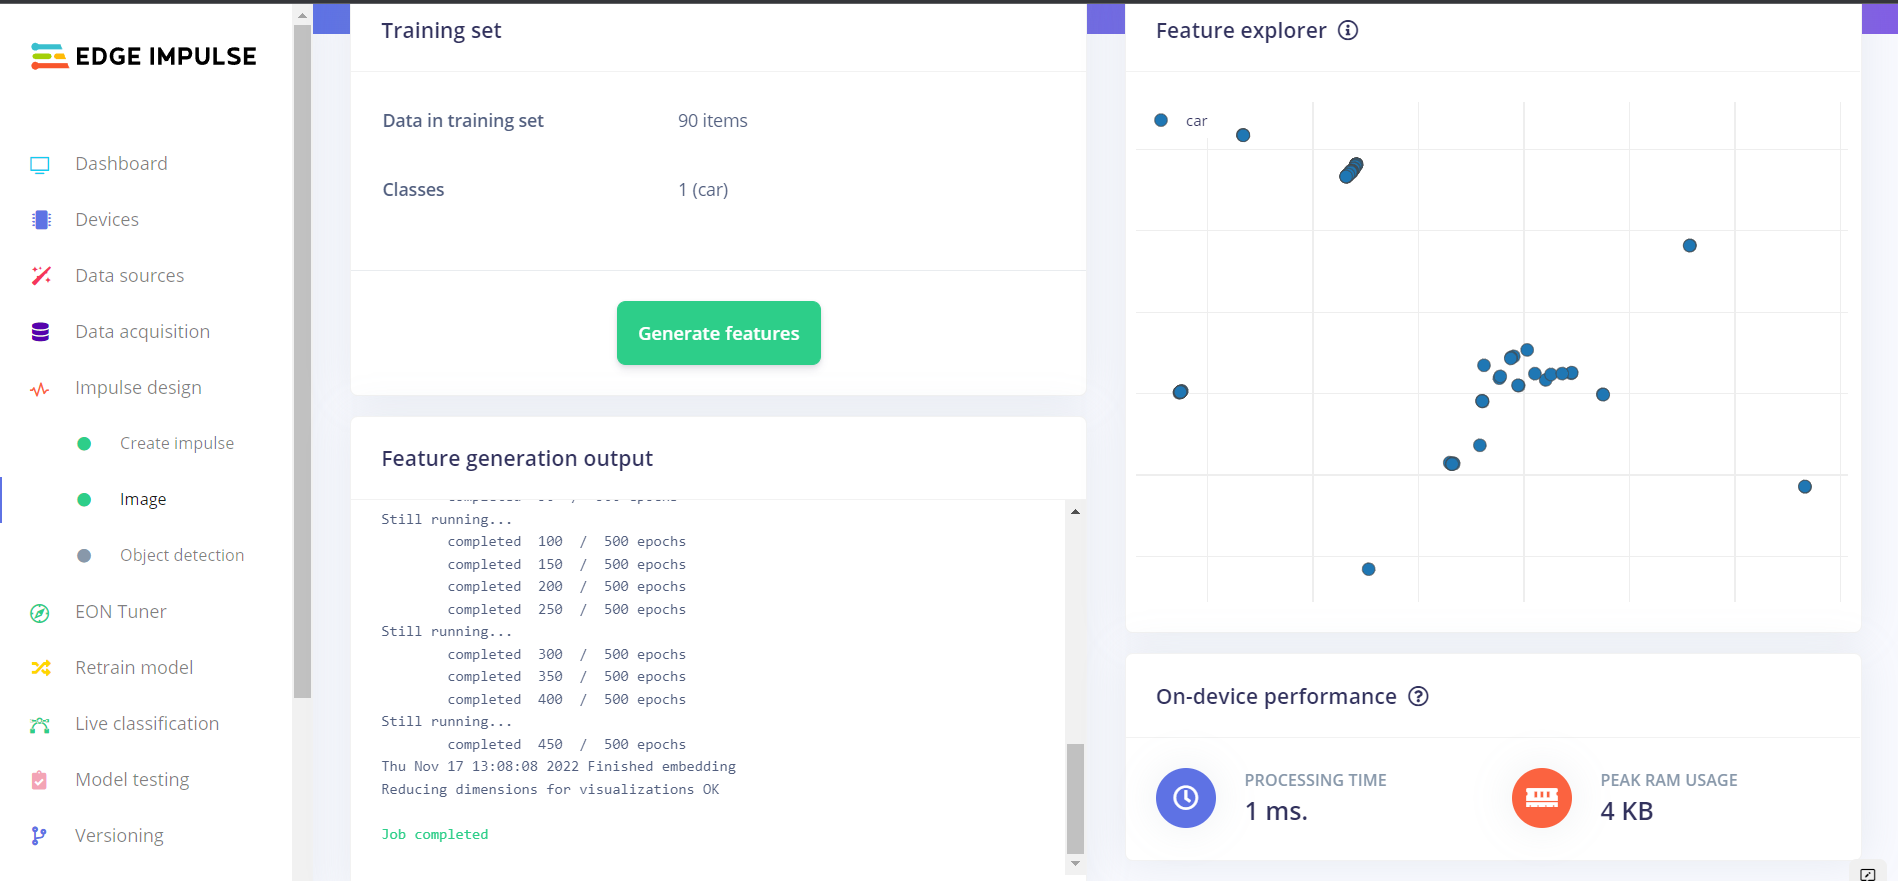 EDGE IMPULSE
Dashboard
Devices
Data sources
Data acquisition
Impulse design
Create impulse
Image
Object detection
EON Tuner
Retrain model
Live classification
Model testing
Versioning
Training set
Data in training set 90 items
Classes 1 (car)
Generate features
Feature generation output
Still running...
completed 100 / 500 epochs
completed 150 / 500 epochs
completed 200 / 500 epochs
completed 250 / 500 epochs
Still running...
completed 300 / 500 epochs
completed 350 / 500 epochs
completed 400 / 500 epochs
Still running...
completed 450 / 500 epochs
Thu Nov 17 13:08:08 2022 Finished embedding
Reducing dimensions for visualizations OK
Job completed
Feature explorer
car
On-device performance
PROCESSING TIME
1 ms.
PEAK RAM USAGE
4 KB